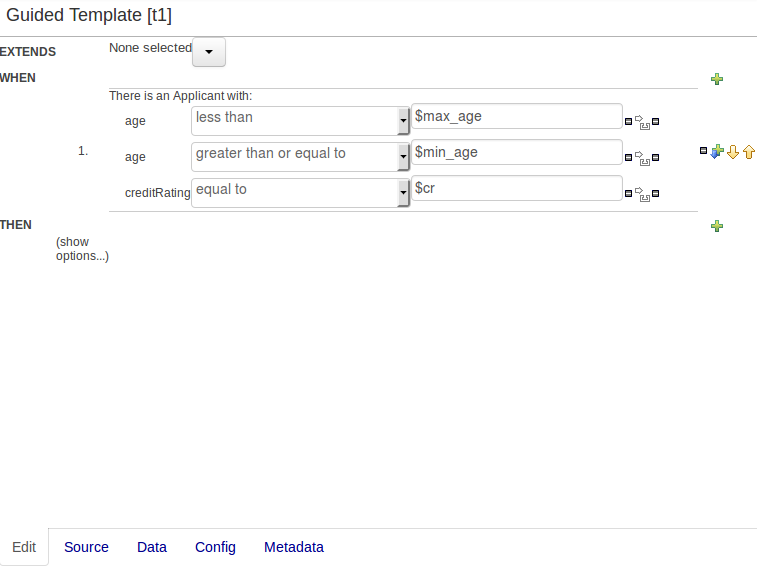 Guided Template [t1]
EXTENDS
None selected
WHEN
There is an Applicant with:
age less than $max_age
1.
age greater than or equal to $min_age
creditRating equal to $cr
THEN
(show
options...)
Edit Source Data Config Metadata